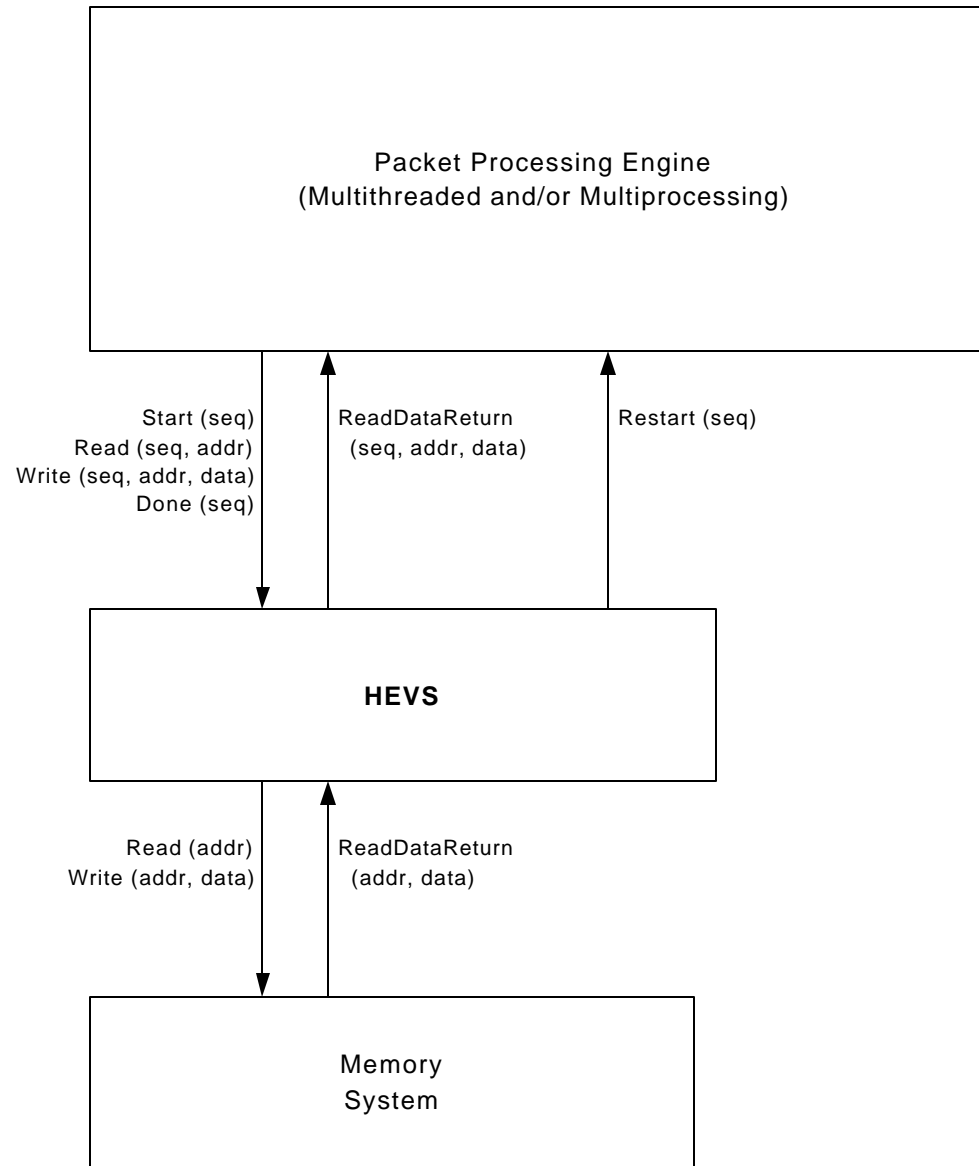 Packet Processing Engine
(Multithreaded and/or Multiprocessing)
Start (seq)
Read (seq, addr)
Write (seq, addr, data)
Done (seq)
ReadDataReturn
(seq, addr, data)
Restart (seq)
HEVS
Read (addr)
Write (addr, data)
ReadDataReturn
(addr, data)
Memory
System